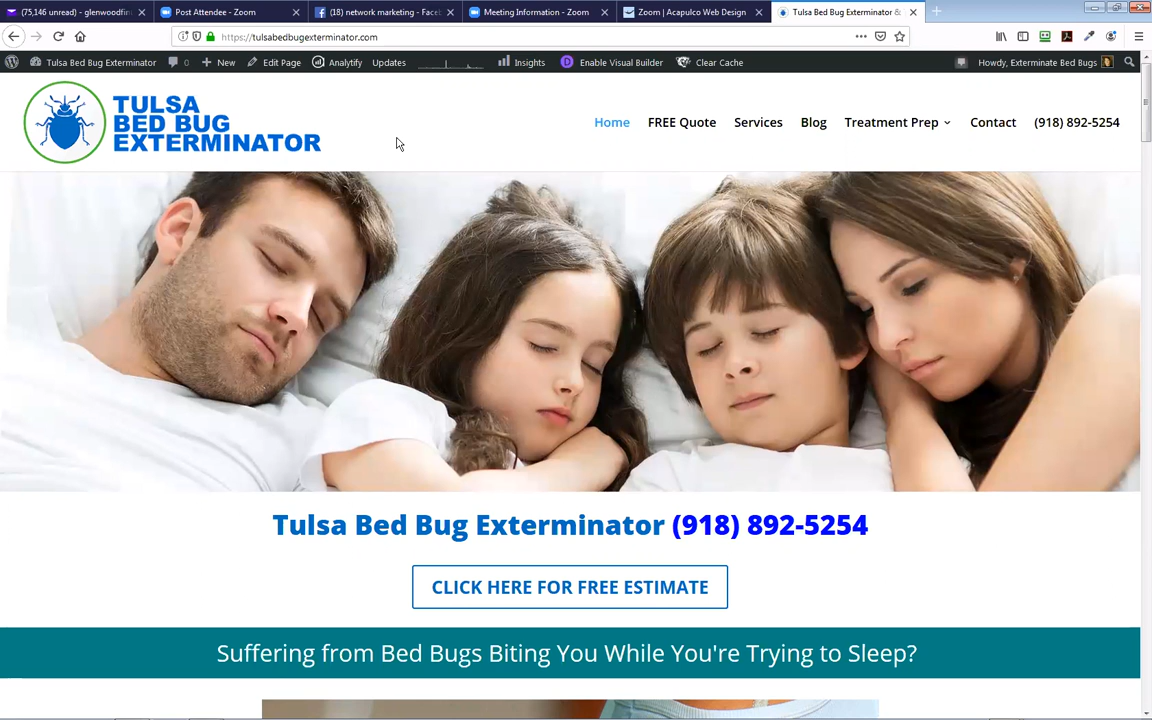 (75,146 unread) - glenwoodfin
Post Attendee - Zoom
(18) network marketing - Faceb
Meeting Information - Zoom
Zoom | Acapulco Web Design
Tulsa Bed Bug Exterminator &
https://tulsabedbugexterminator.com
Tulsa Bed Bug Exterminator
0
New
Edit Page
Analytify
Updates
Insights
Enable Visual Builder
Clear Cache
Howdy, Exterminate Bed Bugs
TULSA
BED BUG
EXTERMINATOR
Home
FREE Quote
Services
Blog
Treatment Prep
Contact
(918) 892-5254
Tulsa Bed Bug Exterminator (918) 892-5254
CLICK HERE FOR FREE ESTIMATE
Suffering from Bed Bugs Biting You While You're Trying to Sleep?